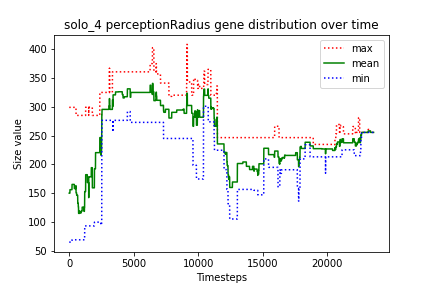 solo_4 perceptionRadius gene distribution over time
max
mean
min
400
350
300
250
200
150
100
50
Size value
0
5000
10000
15000
20000
Timesteps